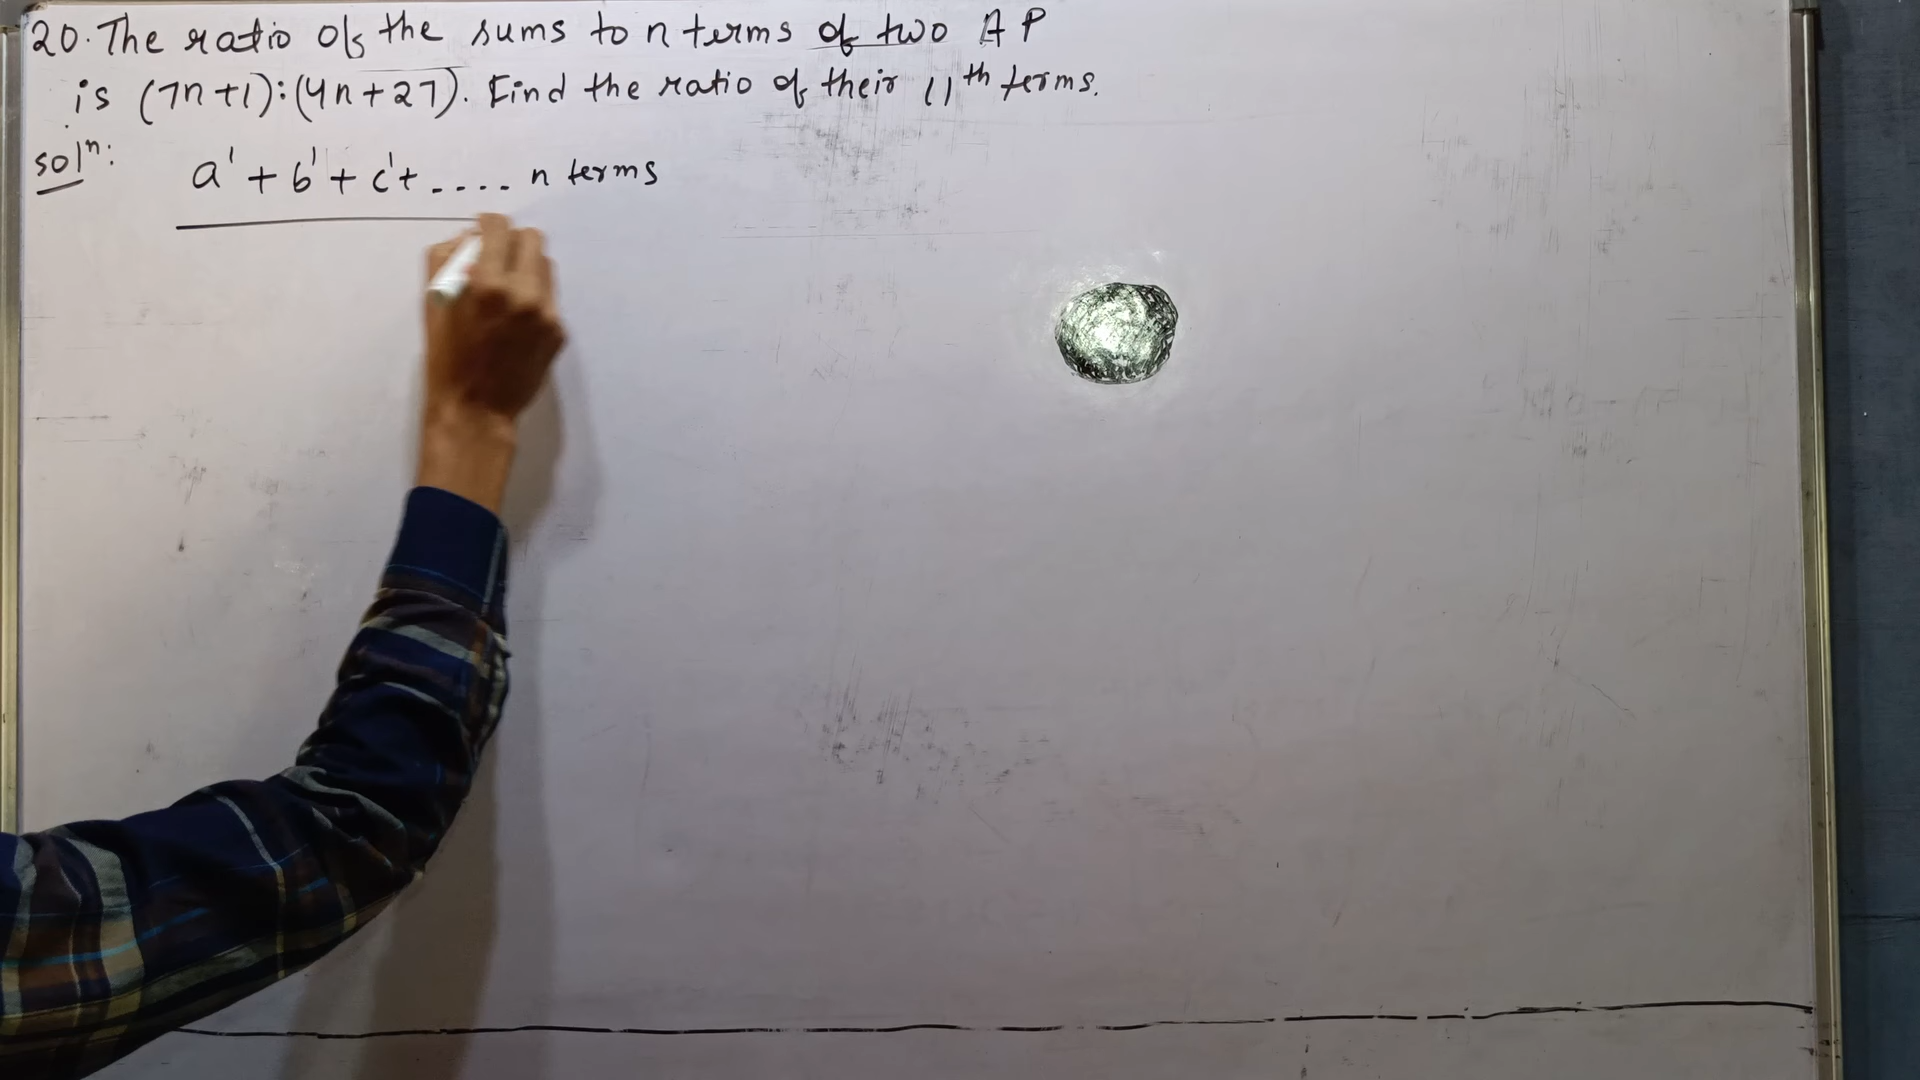 20. The ratio of the sums to n terms of two AP
is (7n+1):(4n+27). Find the ratio of their 11th terms.
solⁿ:
a' + b' + c' + .... n terms